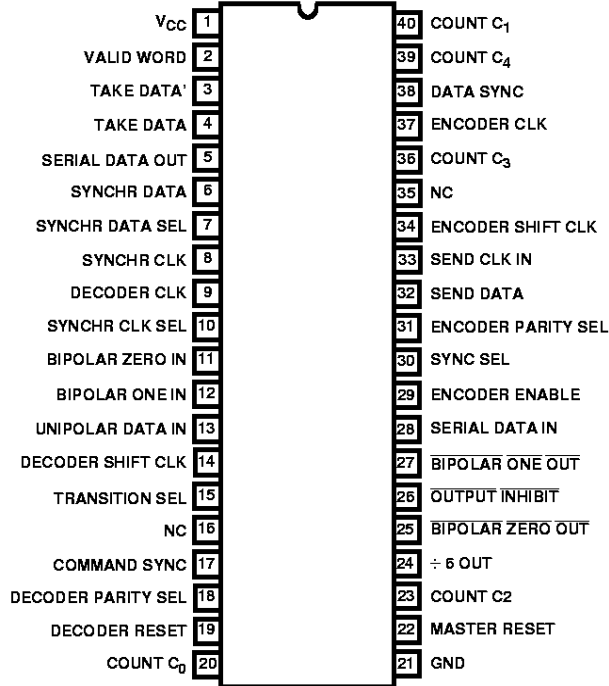 VCC 1 40 COUNT C1
VALID WORD 2 39 COUNT C4
TAKE DATA' 3 38 DATA SYNC
TAKE DATA 4 37 ENCODER CLK
SERIAL DATA OUT 5 36 COUNT C3
SYNCHR DATA 6 35 NC
SYNCHR DATA SEL 7 34 ENCODER SHIFT CLK
SYNCHR CLK 8 33 SEND CLK IN
DECODER CLK 9 32 SEND DATA
SYNCHR CLK SEL 10 31 ENCODER PARITY SEL
BIPOLAR ZERO IN 11 30 SYNC SEL
BIPOLAR ONE IN 12 29 ENCODER ENABLE
UNIPOLAR DATA IN 13 28 SERIAL DATA IN
DECODER SHIFT CLK 14 27 BIPOLAR ONE OUT
TRANSITION SEL 15 26 OUTPUT INHIBIT
NC 16 25 BIPOLAR ZERO OUT
COMMAND SYNC 17 24 ÷ 6 OUT
DECODER PARITY SEL 18 23 COUNT C2
DECODER RESET 19 22 MASTER RESET
COUNT C0 20 21 GND